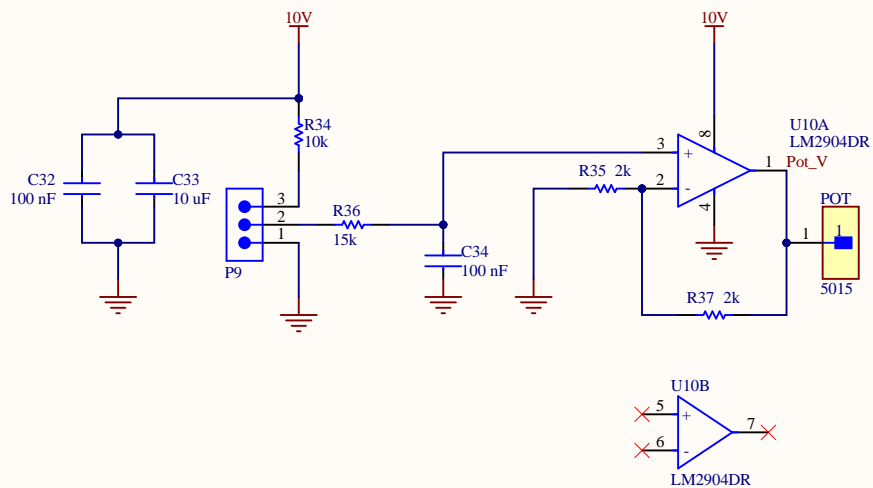 10V
10V
R34
10k
8
U10A
LM2904DR
3
+
1
Pot_V
C32
100 nF
C33
10 uF
R35 2k
2
-
4
POT
3
2
1
R36
15k
1
1
P9
C34
100 nF
5015
R37 2k
U10B
5
+
7
6
-
LM2904DR